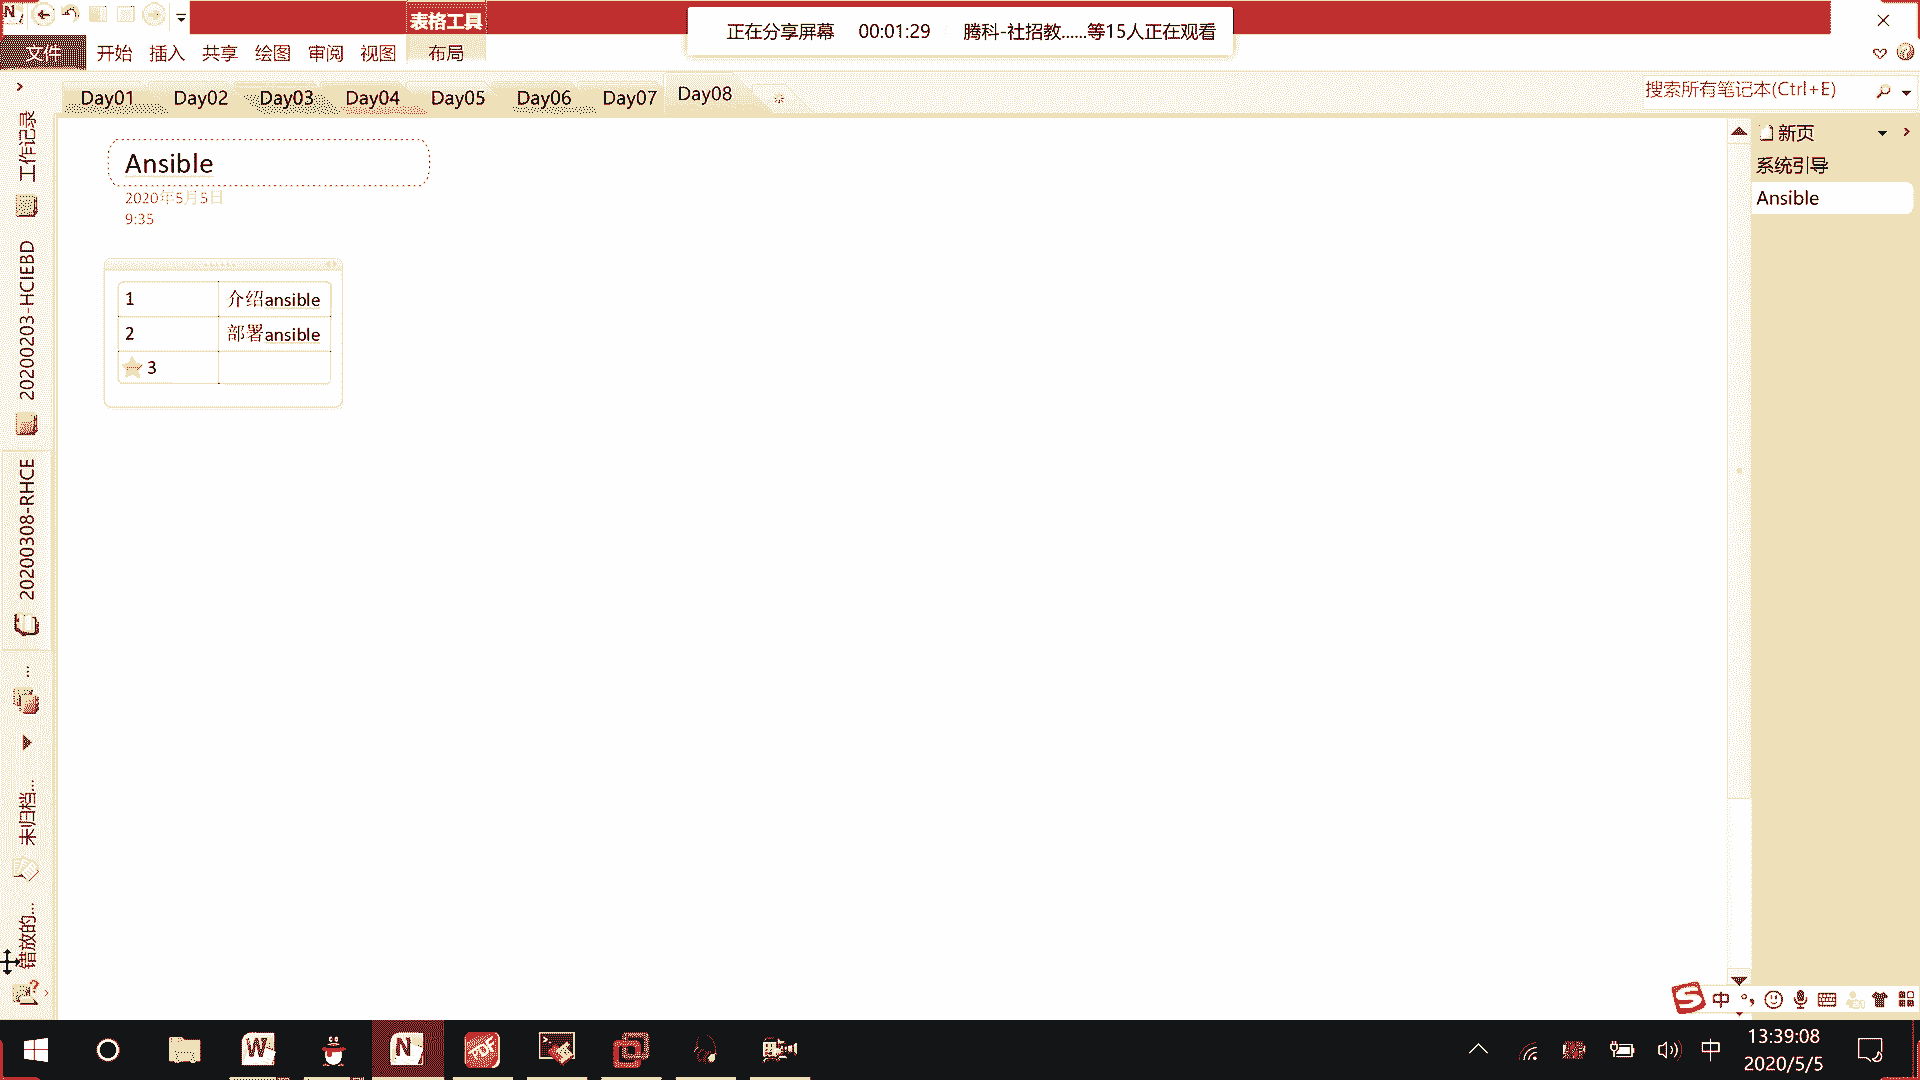 表格工具
正在分享屏幕 00:01:29 腾科-社招教......等15人正在观看
文件 开始 插入 共享 绘图 审阅 视图 布局
Day01 Day02 Day03 Day04 Day05 Day06 Day07 Day08
搜索所有笔记本(Ctrl+E)
工作记录
20200203-HCIEBD
20200308-RHCE
...
未归档...
错放的...
Ansible
2020年5月5日
9:35
1 介绍ansible
2 部署ansible
3
新页
系统引导
Ansible
中
中
13:39:08
2020/5/5